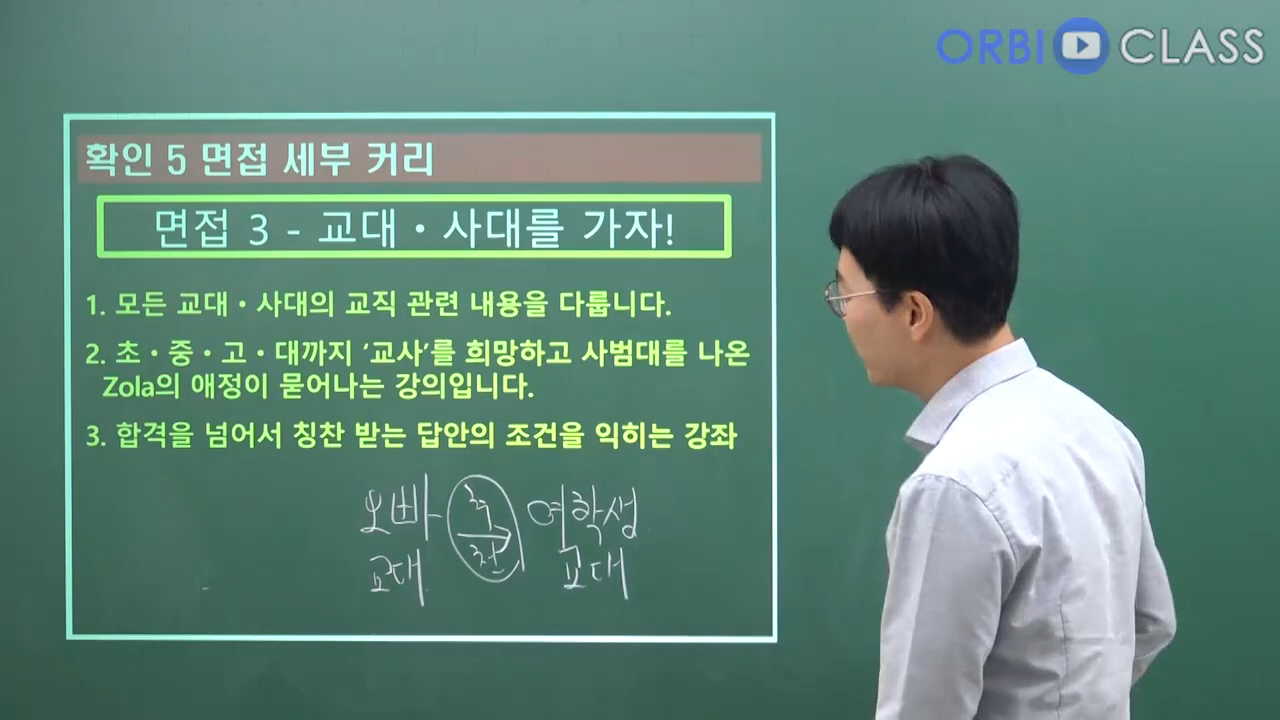 ORBI CLASS
확인 5 면접 세부 커리
면접 3 - 교대・사대를 가자!
1. 모든 교대・사대의 교직 관련 내용을 다룹니다.
2. 초・중・고・대까지 ‘교사’를 희망하고 사범대를 나온
Zola의 애정이 묻어나는 강의입니다.
3. 합격을 넘어서 칭찬 받는 답안의 조건을 익히는 강좌
오빠 추천 여학생
교대 교대